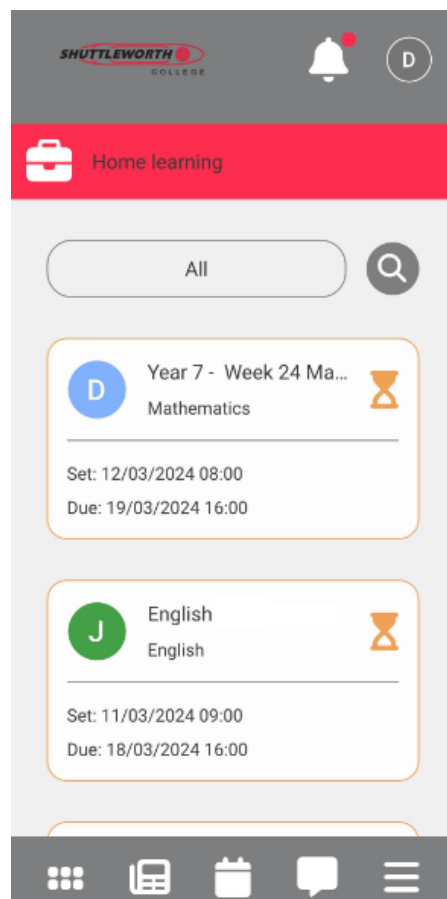 SHUTTLEWORTH
COLLEGE
D
Home learning
All
D
Year 7 - Week 24 Ma...
Mathematics
Set: 12/03/2024 08:00
Due: 19/03/2024 16:00
J
English
English
Set: 11/03/2024 09:00
Due: 18/03/2024 16:00